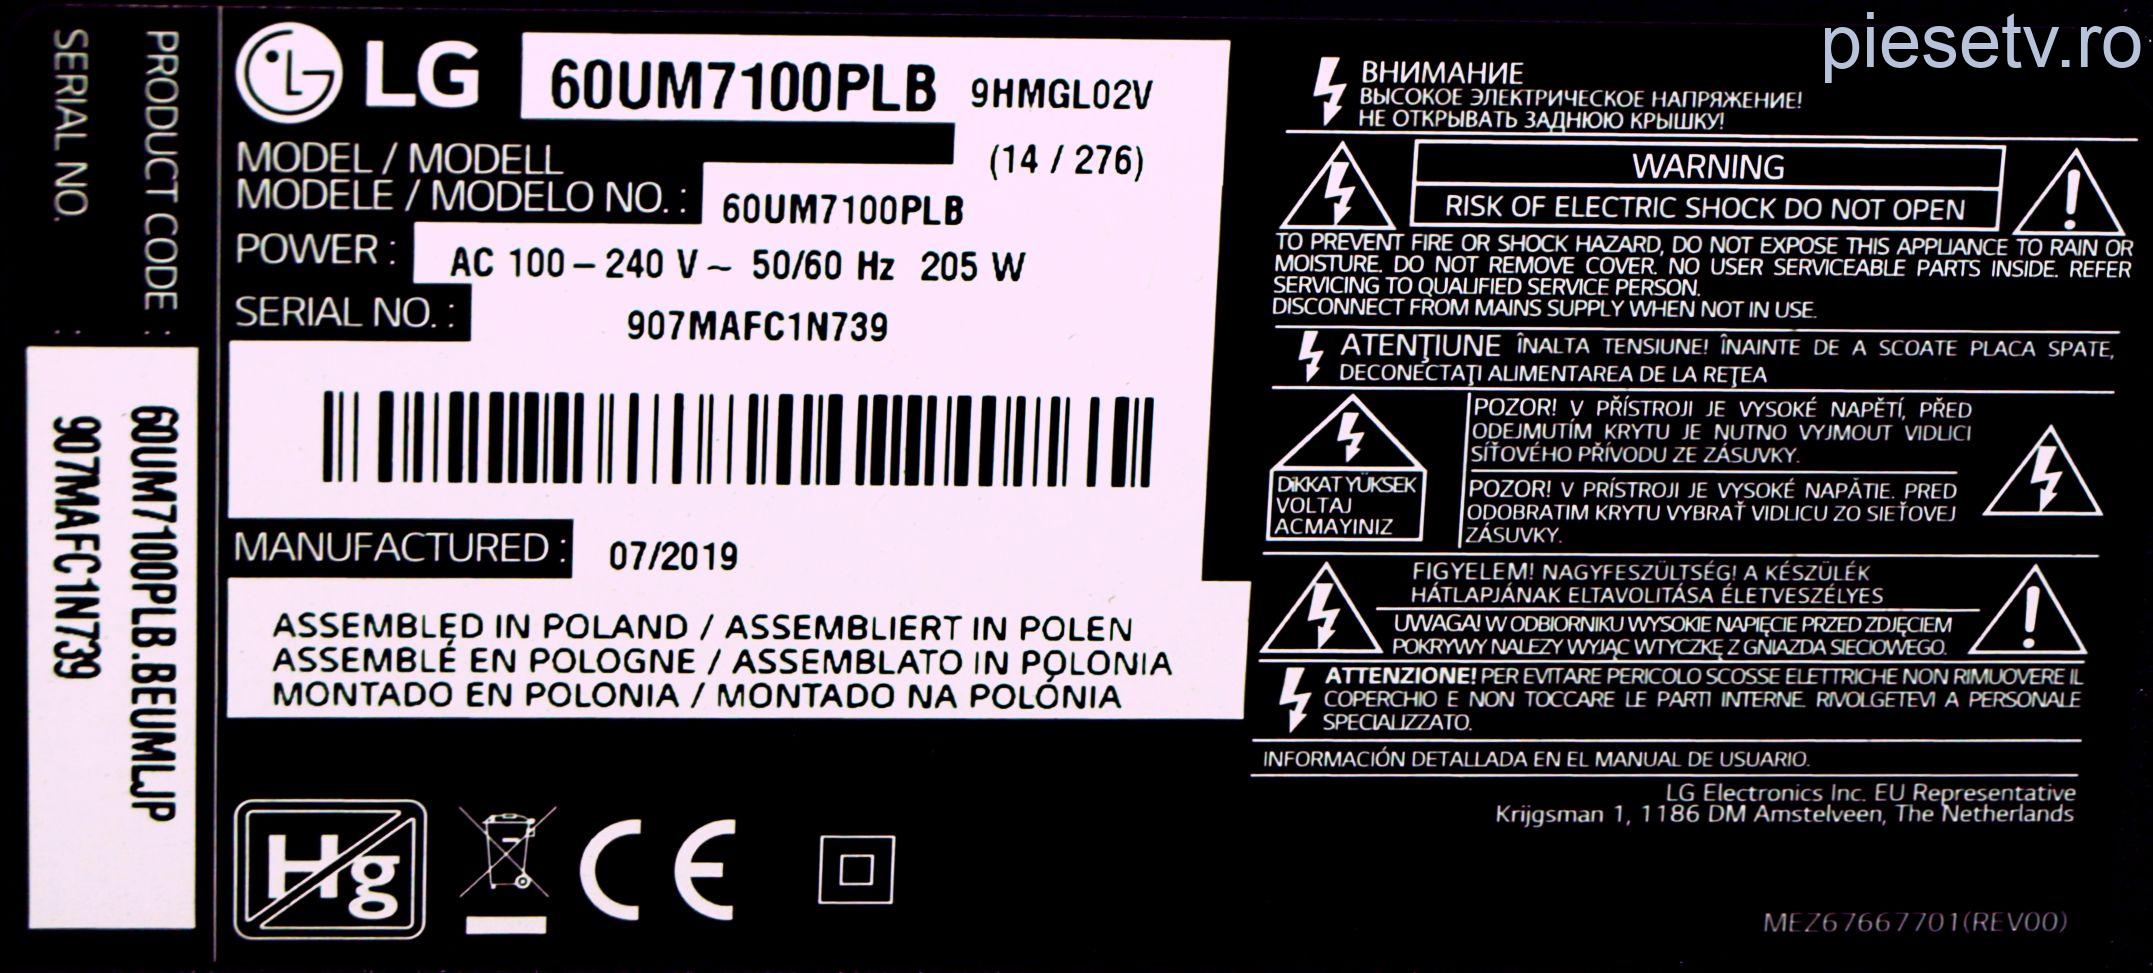 piesetv.ro
SERIAL NO. :
907MAFC1N739
PRODUCT CODE :
60UM7100PLB.BEUMLJP
LG 60UM7100PLB 9HMGL02V
(14 / 276)
MODEL / MODELL
MODELE / MODELO NO. : 60UM7100PLB
POWER : AC 100 – 240 V ~ 50/60 Hz 205 W
SERIAL NO. : 907MAFC1N739
MANUFACTURED : 07/2019
ASSEMBLED IN POLAND / ASSEMBLIERT IN POLEN
ASSEMBLÉ EN POLOGNE / ASSEMBLATO IN POLONIA
MONTADO EN POLONIA / MONTADO NA POLÓNIA
Hg
CE
ВНИМАНИЕ
ВЫСОКОЕ ЭЛЕКТРИЧЕСКОЕ НАПРЯЖЕНИЕ!
НЕ ОТКРЫВАТЬ ЗАДНЮЮ КРЫШКУ!
WARNING
RISK OF ELECTRIC SHOCK DO NOT OPEN
TO PREVENT FIRE OR SHOCK HAZARD, DO NOT EXPOSE THIS APPLIANCE TO RAIN OR
MOISTURE. DO NOT REMOVE COVER. NO USER SERVICEABLE PARTS INSIDE. REFER
SERVICING TO QUALIFIED SERVICE PERSON.
DISCONNECT FROM MAINS SUPPLY WHEN NOT IN USE.
ATENŢIUNE ÎNALTA TENSIUNE! ÎNAINTE DE A SCOATE PLACA SPATE,
DECONECTAŢI ALIMENTAREA DE LA REŢEA
DİKKAT YÜKSEK
VOLTAJ
ACMAYINIZ
POZOR! V PŘÍSTROJI JE VYSOKÉ NAPĚTÍ, PŘED
ODEJMUTÍM KRYTU JE NUTNO VYJMOUT VIDLICI
SÍŤOVÉHO PŘÍVODU ZE ZÁSUVKY.
POZOR! V PRÍSTROJI JE VYSOKÉ NAPÄTIE. PRED
ODOBRATIM KRYTU VYBRAŤ VIDLICU ZO SIEŤOVEJ
ZÁSUVKY.
FIGYELEM! NAGYFESZÜLTSÉG! A KÉSZÜLÉK
HÁTLAPJÁNAK ELTAVOLITÁSA ÉLETVESZÉLYES
UWAGA! W ODBIORNIKU WYSOKIE NAPIĘCIE PRZED ZDJĘCIEM
POKRYWY NALEZY WYJĄC WTYCZKĘ Z GNIAZDA SIECIOWEGO.
ATTENZIONE! PER EVITARE PERICOLO SCOSSE ELETTRICHE NON RIMUOVERE IL
COPERCHIO E NON TOCCARE LE PARTI INTERNE. RIVOLGETEVI A PERSONALE
SPECIALIZZATO.
INFORMACIÓN DETALLADA EN EL MANUAL DE USUARIO.
LG Electronics Inc. EU Representative
Krijgsman 1, 1186 DM Amstelveen, The Netherlands
MEZ67667701(REV00)